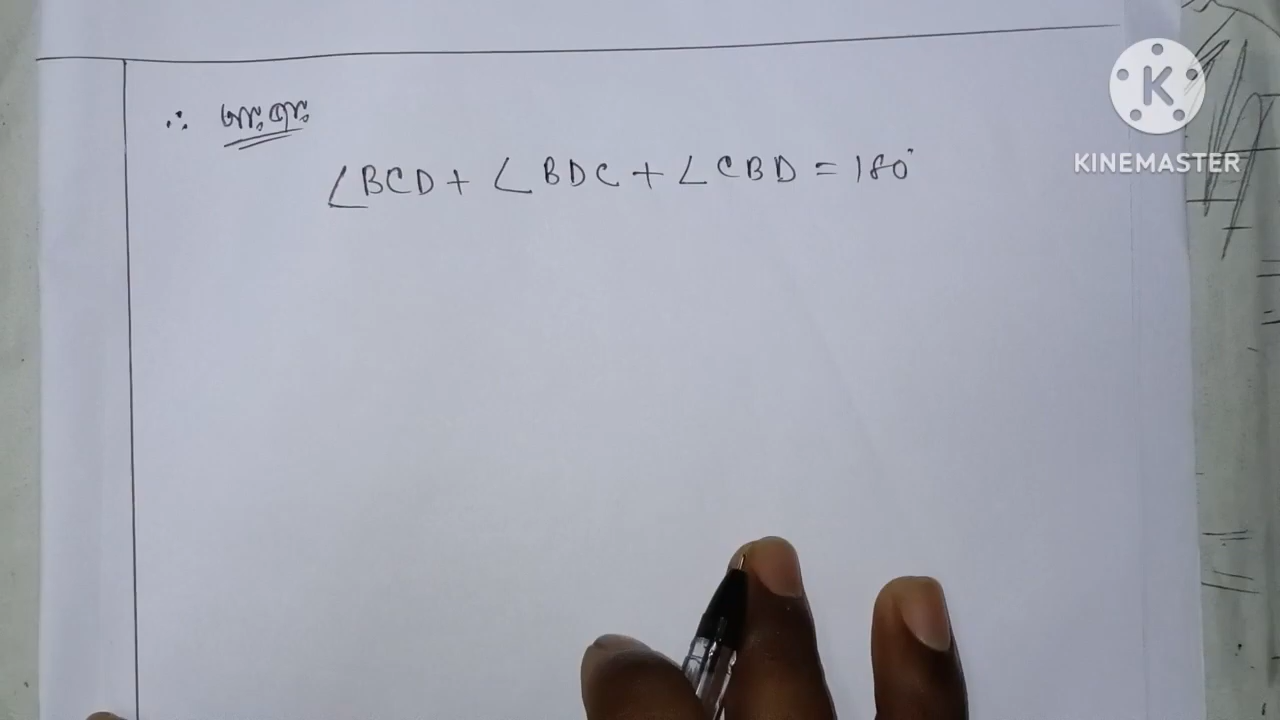 ∴
∠BCD + ∠BDC + ∠CBD = 180°
KINEMASTER